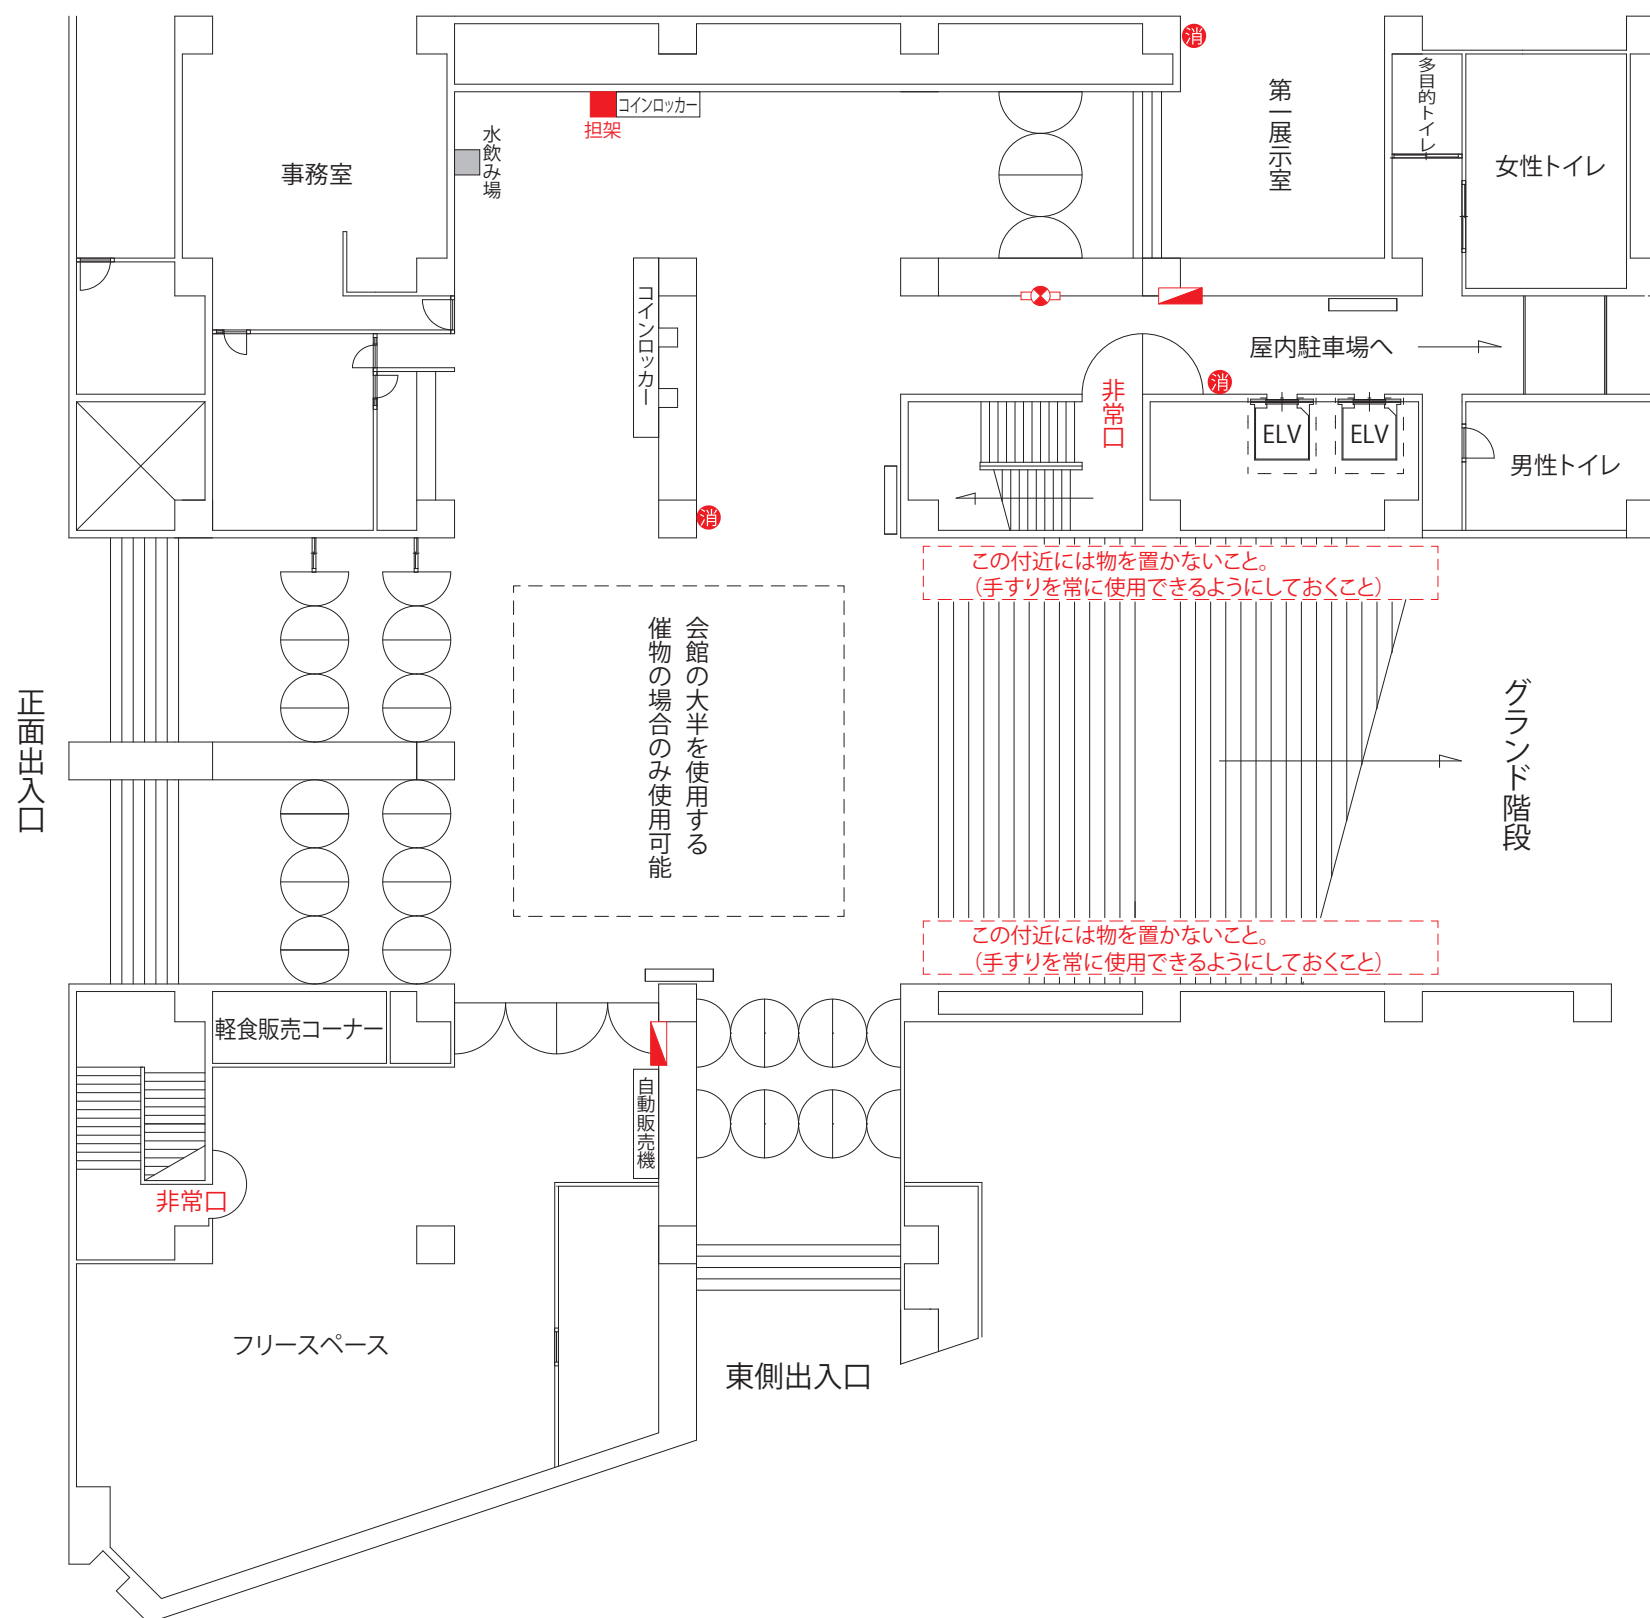 消
多目的トイレ
第一展示室
コインロッカー
担架
水飲み場
事務室
女性トイレ
コインロッカー
屋内駐車場へ
消
非常口
ELV
ELV
男性トイレ
消
この付近には物を置かないこと。
(手すりを常に使用できるようにしておくこと)
会館の大半を使用する
催物の場合のみ使用可能
正面出入口
グランド階段
この付近には物を置かないこと。
(手すりを常に使用できるようにしておくこと)
軽食販売コーナー
自動販売機
非常口
フリースペース
東側出入口